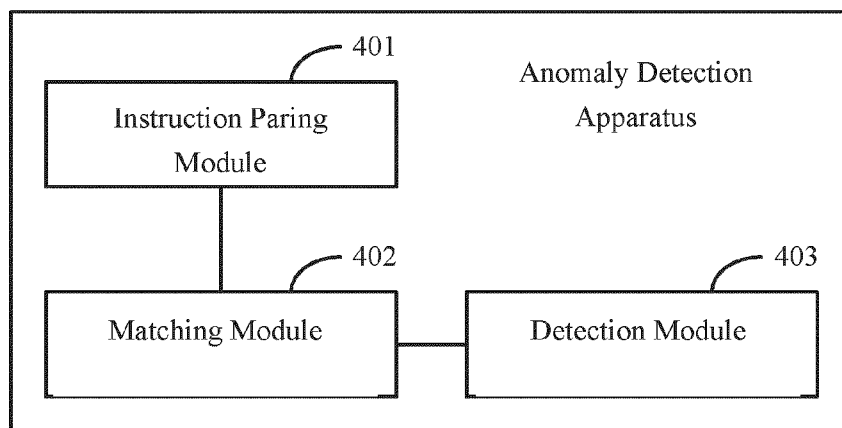 401
Anomaly Detection
Apparatus
Instruction Paring
Module
402
403
Matching Module
Detection Module